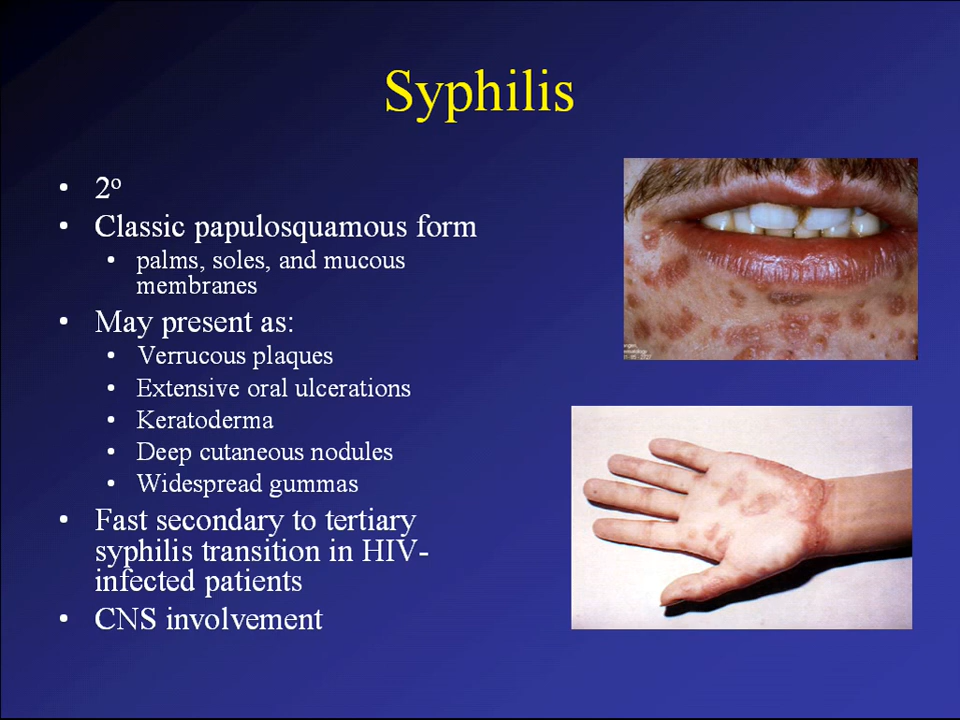 Syphilis
• 2º
• Classic papulosquamous form
• palms, soles, and mucous
membranes
• May present as:
• Verrucous plaques
• Extensive oral ulcerations
• Keratoderma
• Deep cutaneous nodules
• Widespread gummas
• Fast secondary to tertiary
syphilis transition in HIV-
infected patients
• CNS involvement